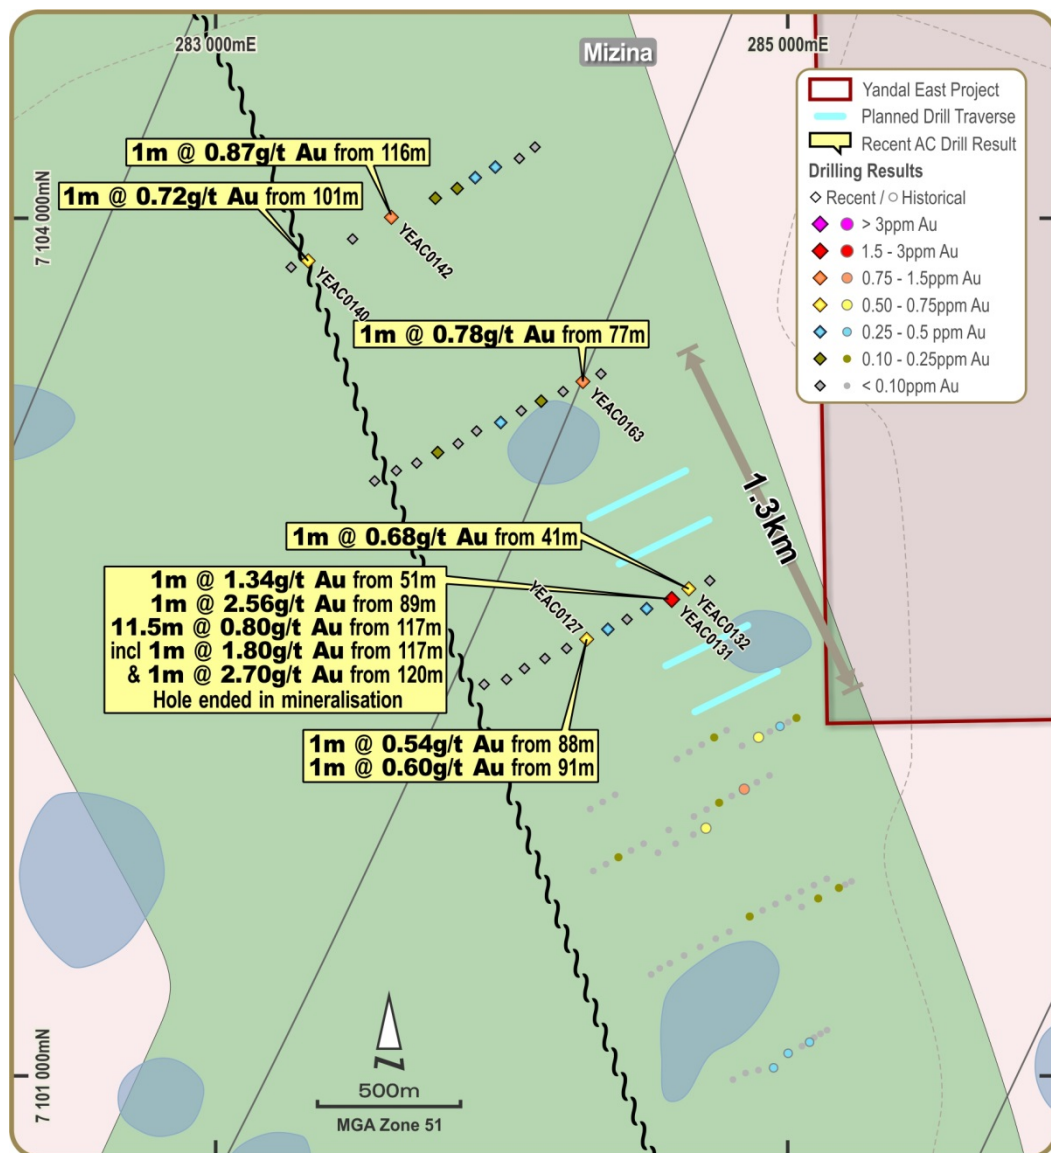 283 000mE
285 000mE
Mizina
7 104 000mN
7 101 000mN
Yandal East Project
Planned Drill Traverse
Recent AC Drill Result
Drilling Results
Recent / Historical
> 3ppm Au
1.5 - 3ppm Au
0.75 - 1.5ppm Au
0.50 - 0.75ppm Au
0.25 - 0.5 ppm Au
0.10 - 0.25ppm Au
< 0.10ppm Au
1m @ 0.87g/t Au from 116m
1m @ 0.72g/t Au from 101m
YEAC0142
YEAC0140
1m @ 0.78g/t Au from 77m
YEAC0163
1.3km
1m @ 0.68g/t Au from 41m
1m @ 1.34g/t Au from 51m
1m @ 2.56g/t Au from 89m
11.5m @ 0.80g/t Au from 117m
incl 1m @ 1.80g/t Au from 117m
& 1m @ 2.70g/t Au from 120m
Hole ended in mineralisation
YEAC0127
YEAC0132
YEAC0131
1m @ 0.54g/t Au from 88m
1m @ 0.60g/t Au from 91m
N
500m
MGA Zone 51